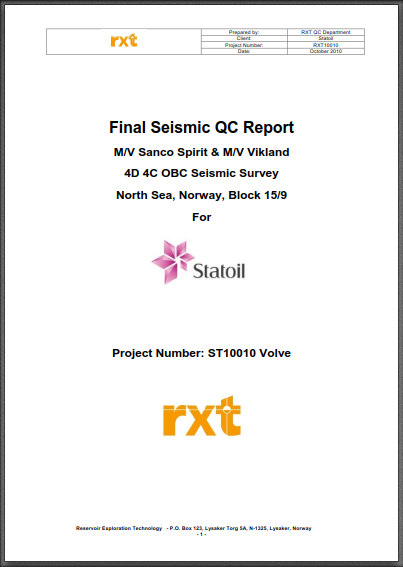 rxt
Prepared by: RXT QC Department
Client: Statoil
Project Number: RXT10010
Date: October 2010
Final Seismic QC Report
M/V Sanco Spirit & M/V Vikland
4D 4C OBC Seismic Survey
North Sea, Norway, Block 15/9
For
Statoil
Project Number: ST10010 Volve
rxt
Reservoir Exploration Technology - P.O. Box 123, Lysaker Torg 5A, N-1325, Lysaker, Norway
- 1 -